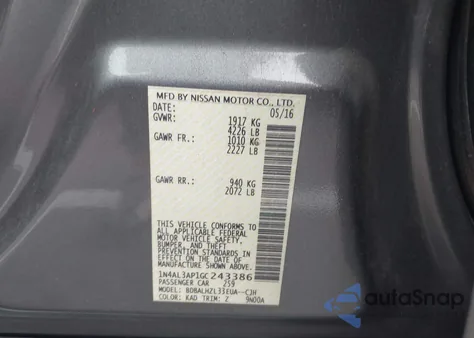 MFD BY NISSAN MOTOR CO., LTD.
DATE: 05/16
GVWR: 1917 KG
4226 LB
GAWR FR.: 1010 KG
2227 LB
GAWR RR.: 940 KG
2072 LB
THIS VEHICLE CONFORMS TO
ALL APPLICABLE FEDERAL
MOTOR VEHICLE SAFETY,
BUMPER, AND THEFT
PREVENTION STANDARDS
IN EFFECT ON THE DATE OF
MANUFACTURE SHOWN ABOVE.
1N4AL3AP1GC243386
PASSENGER CAR 259
MODEL: BDBALHZL33EUA--CJH
COLOR: KAD TRIM: Z 9N00A
autoSnap